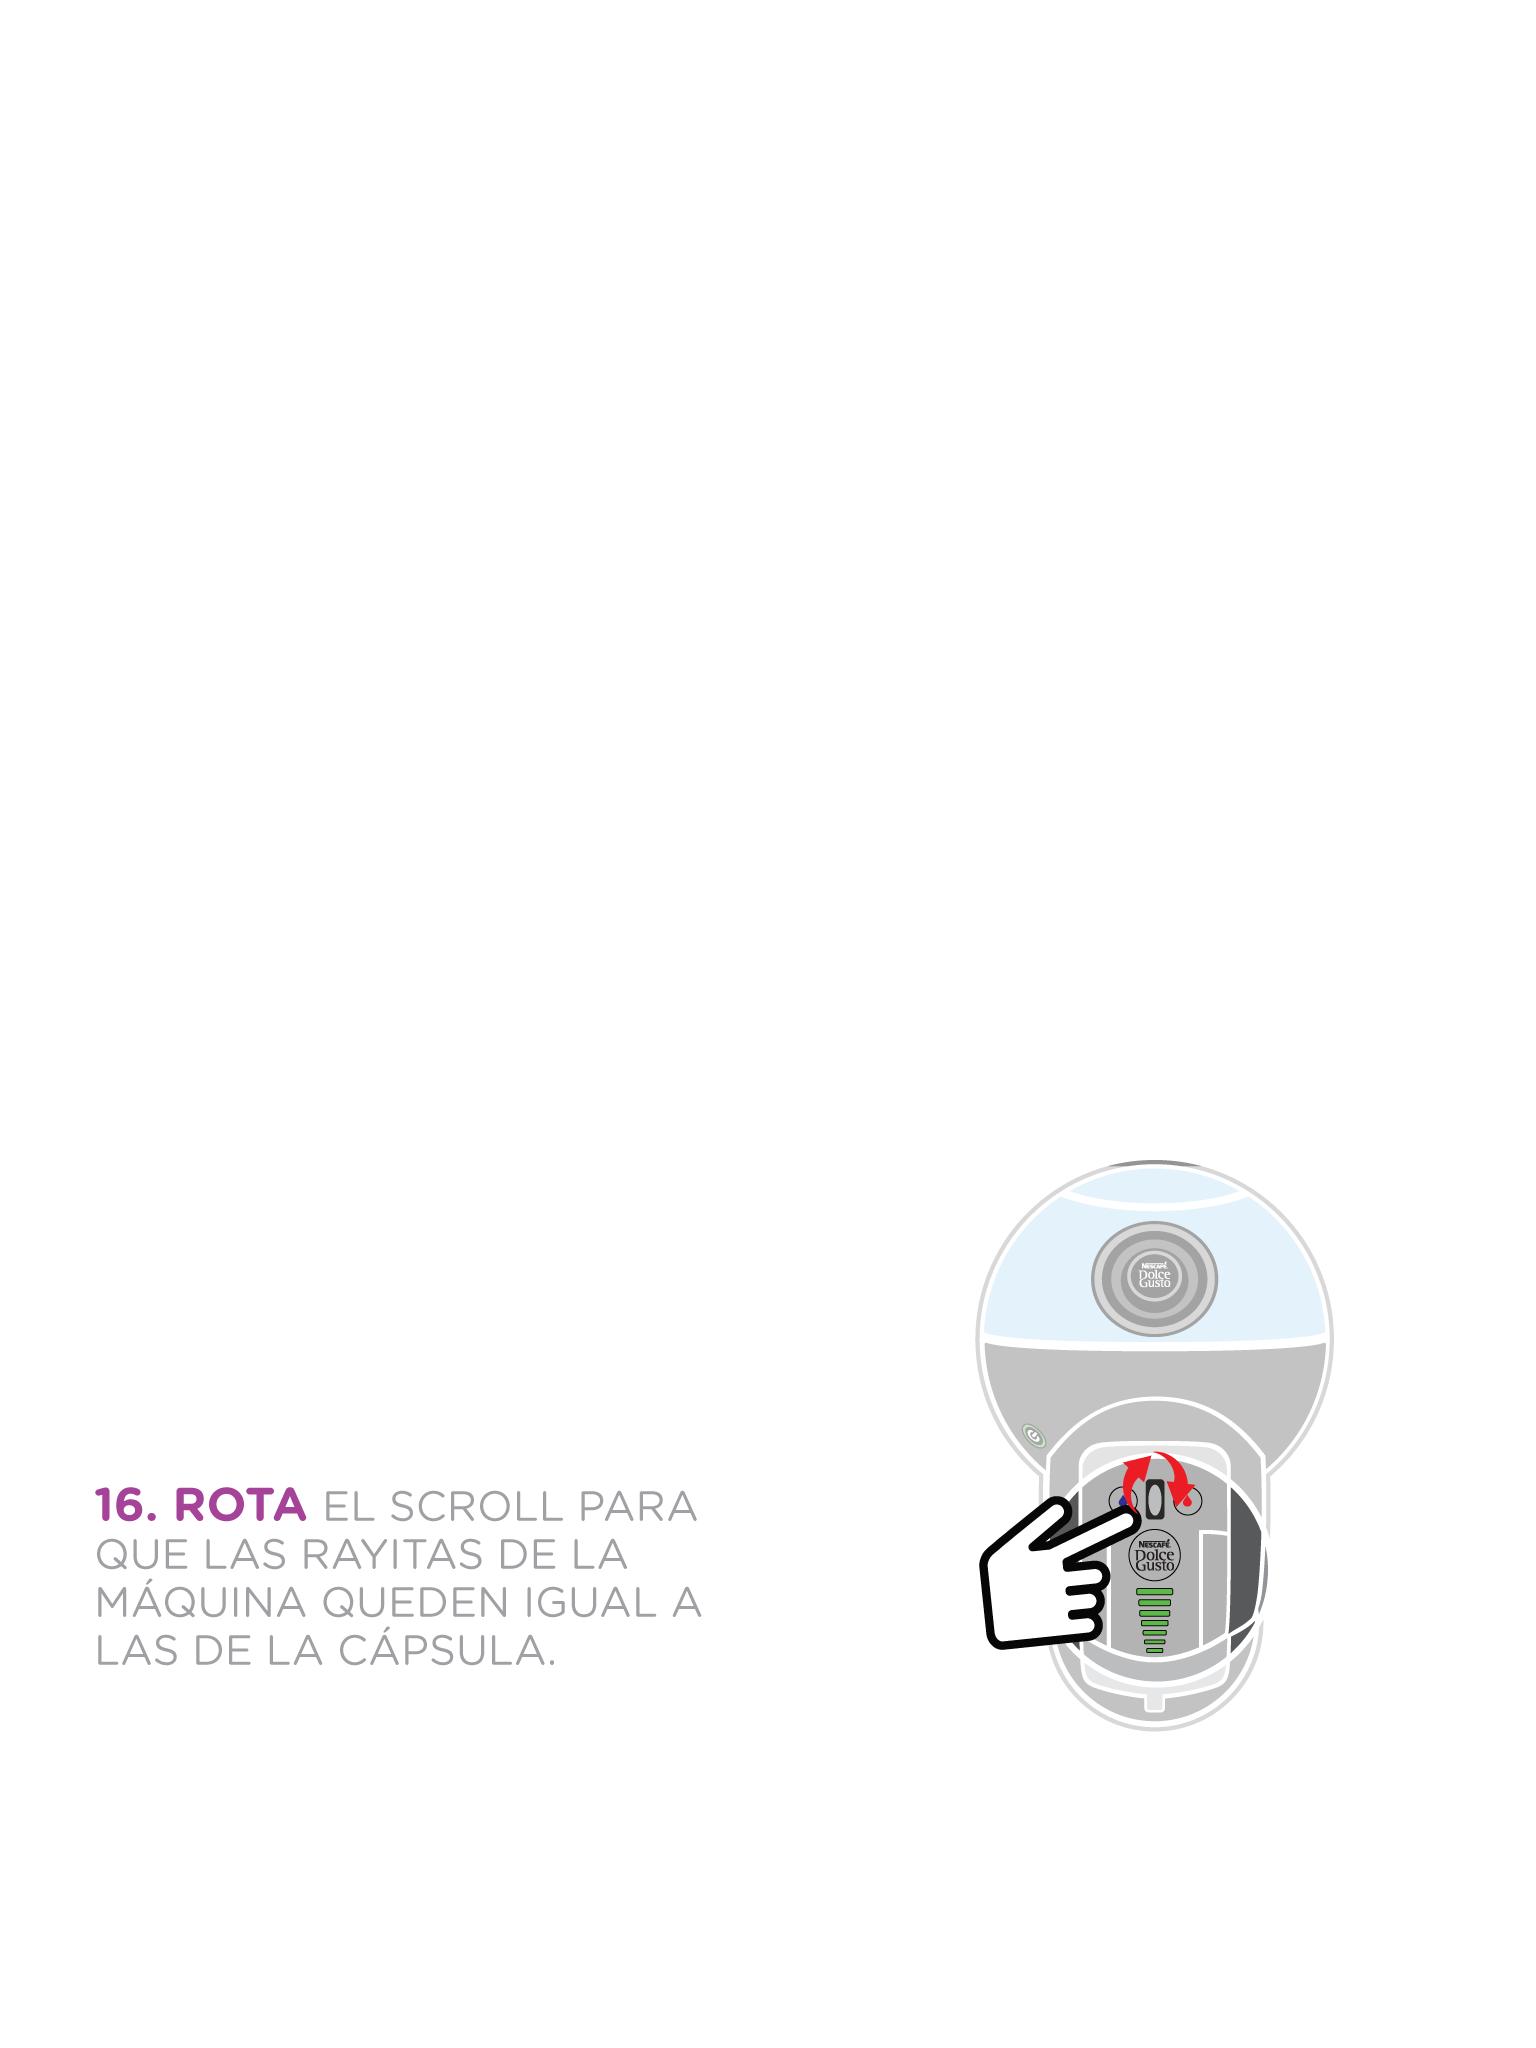 NESCAFÉ
Dolce
Gusto
16. ROTA EL SCROLL PARA
QUE LAS RAYITAS DE LA
MÁQUINA QUEDEN IGUAL A
LAS DE LA CÁPSULA.
NESCAFÉ
Dolce
Gusto